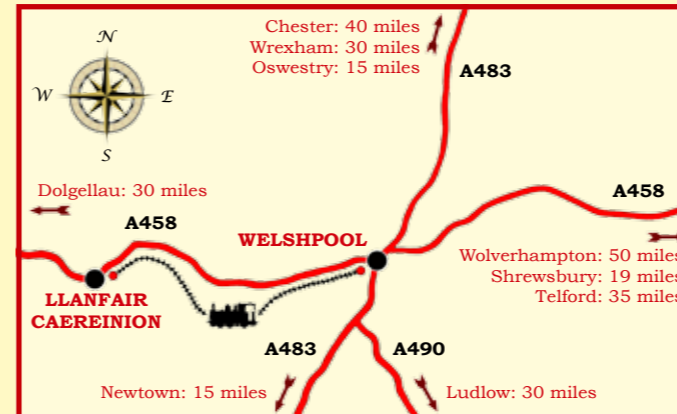 Chester: 40 miles
Wrexham: 30 miles
Oswestry: 15 miles
A483
N
W
E
S
Dolgellau: 30 miles
A458
A458
WELSHPOOL
Wolverhampton: 50 miles
Shrewsbury: 19 miles
Telford: 35 miles
LLANFAIR
CAEREINION
A483
A490
Newtown: 15 miles
Ludlow: 30 miles